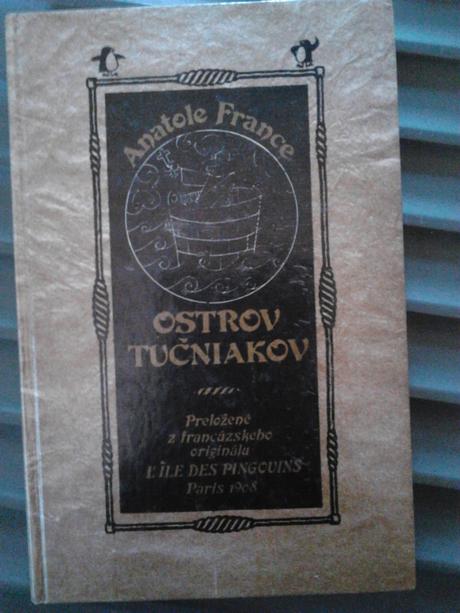 Anatole France
OSTROV
TUČNIAKOV
Preložené
z francúzskeho
originálu
L'ÎLE DES PINGOUINS
Paris 1908